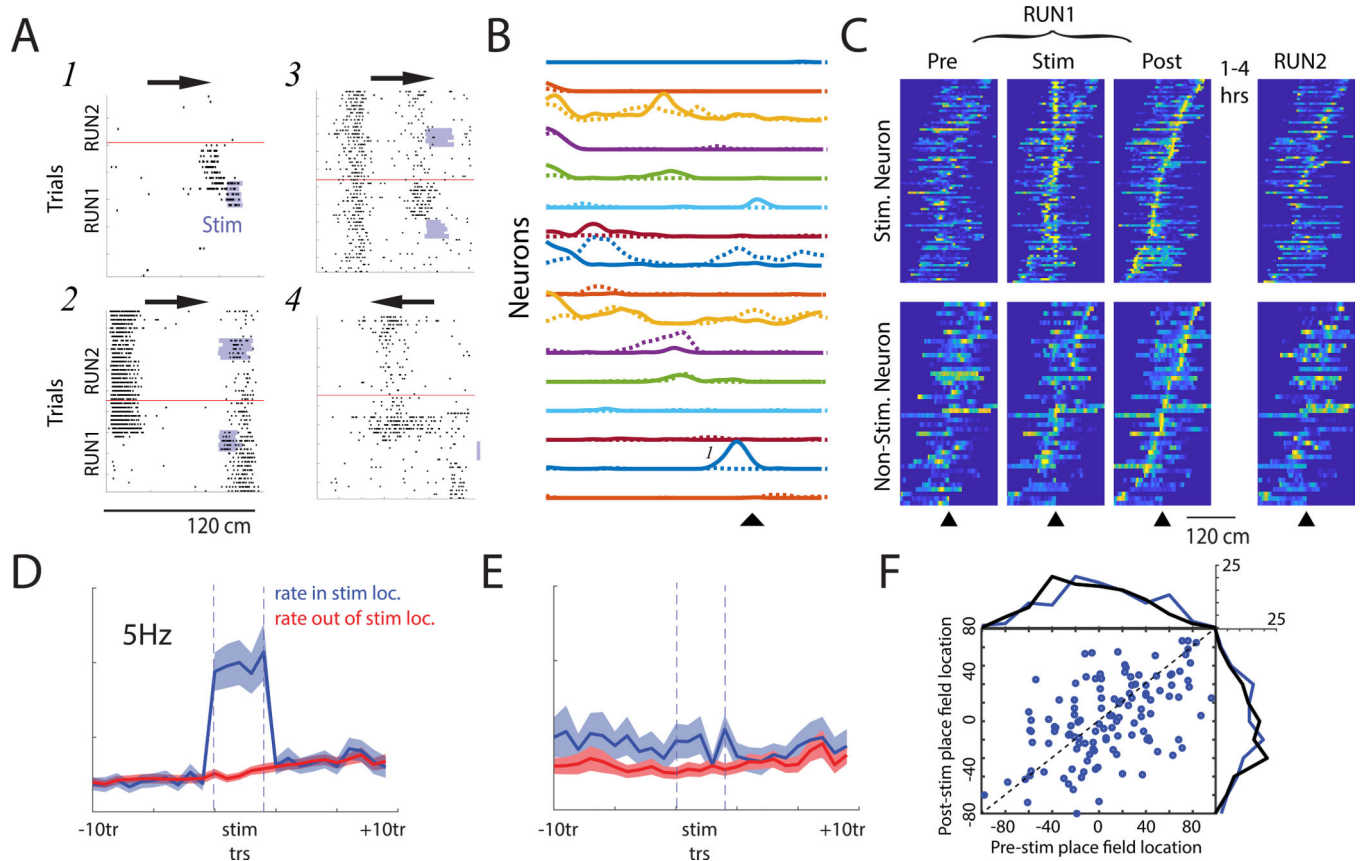 A
1
3
RUN2
Trials
RUN1
Stim
2
4
RUN2
Trials
RUN1
120 cm
B
Neurons
1
C
RUN1
Pre
Stim
Post
1-4
hrs
RUN2
Stim. Neuron
Non-Stim. Neuron
120 cm
D
5Hz
rate in stim loc.
rate out of stim loc.
-10tr
stim
+10tr
trs
E
-10tr
stim
+10tr
trs
F
25
25
Post-stim place field location
80
40
0
-40
-80
-80
-40
0
40
80
Pre-stim place field location